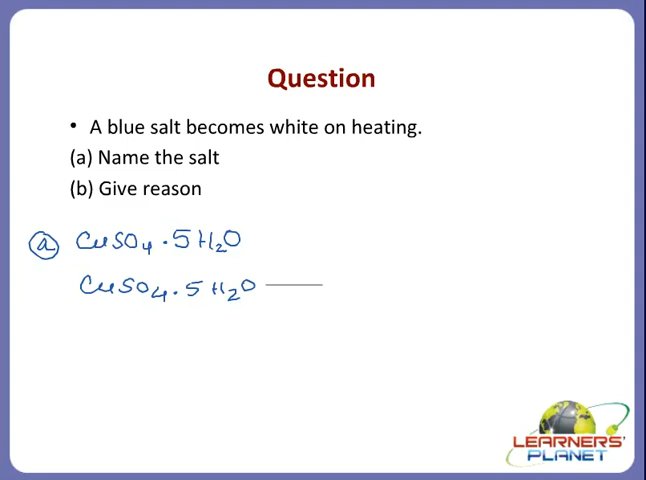 Question
• A blue salt becomes white on heating.
(a) Name the salt
(b) Give reason
(a) CuSO₄·5H₂O
CuSO₄·5H₂O
LEARNERS'
PLANET